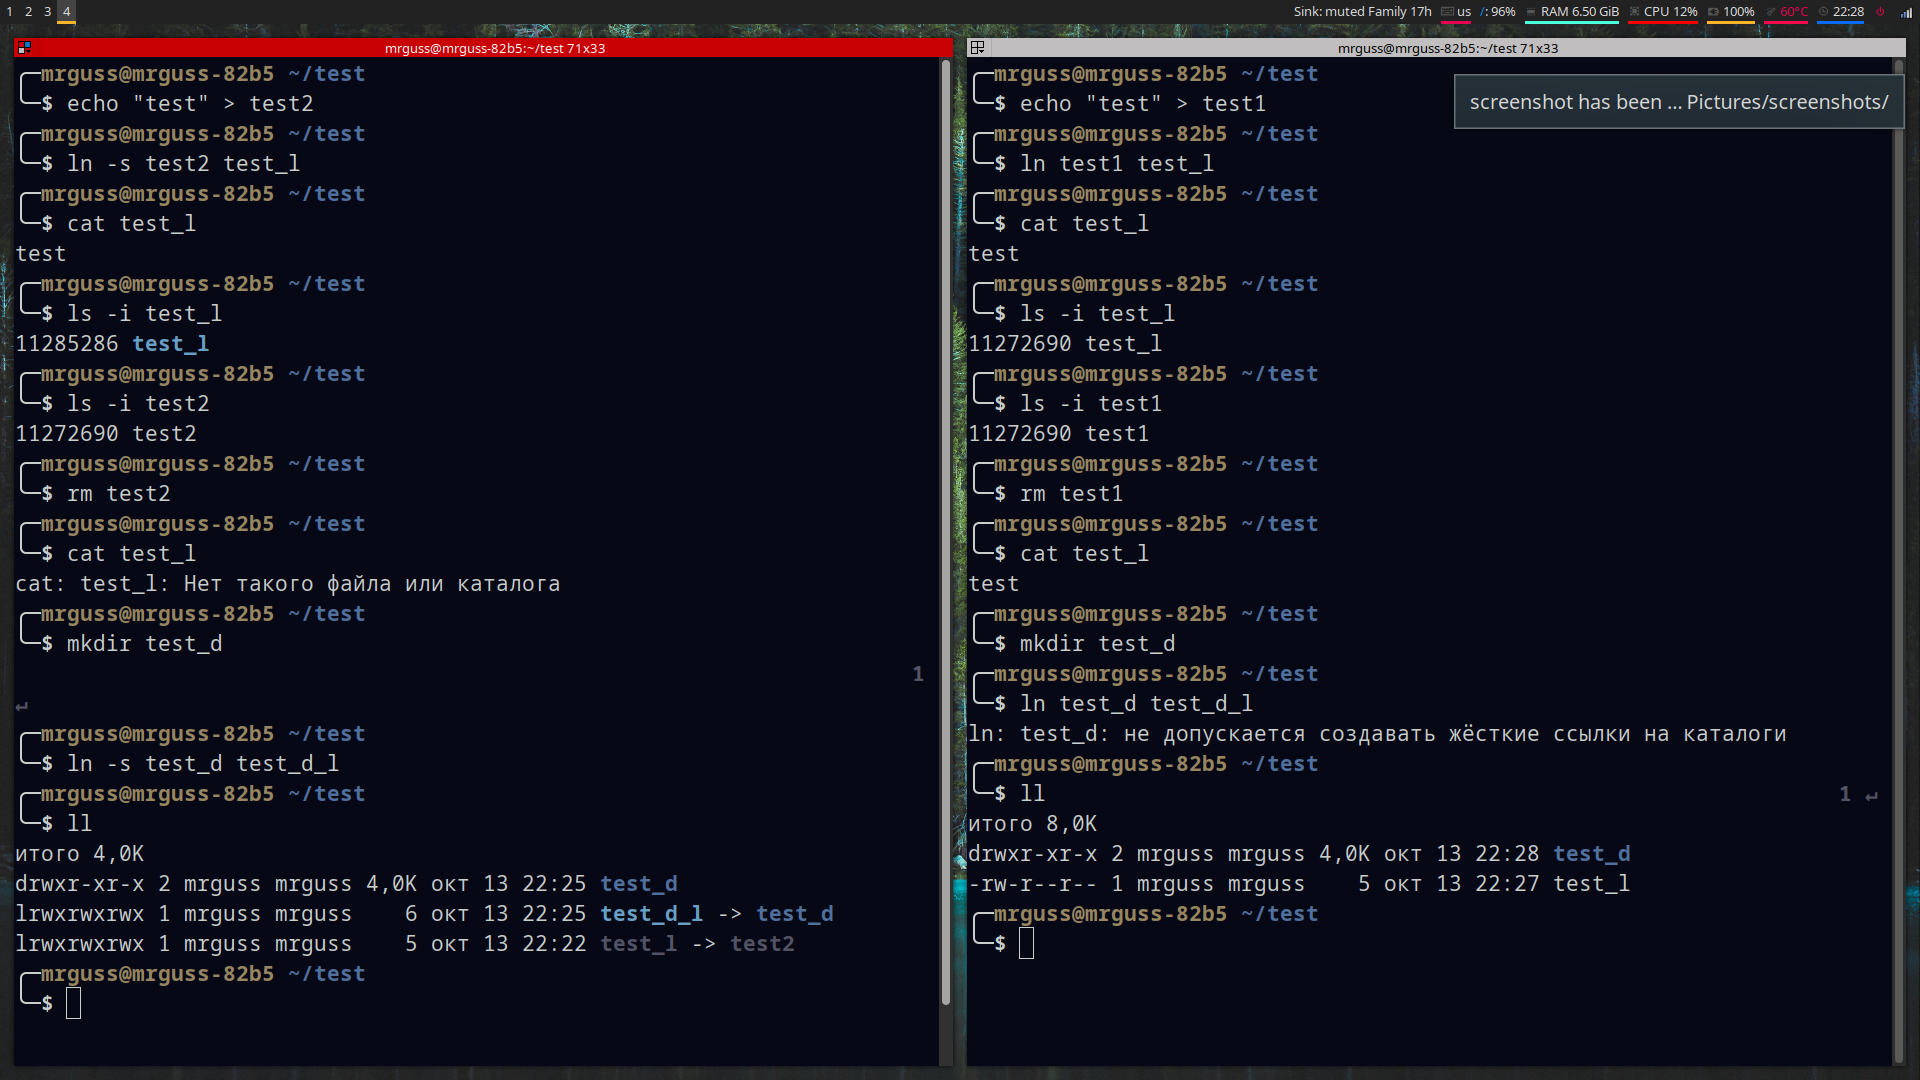 1 2 3 4
Sink: muted Family 17h us /: 96% RAM 6.50 GiB CPU 12% 100% 60°C 22:28
mrguss@mrguss-82b5:~/test 71x33
mrguss@mrguss-82b5 ~/test
$ echo "test" > test2
mrguss@mrguss-82b5 ~/test
$ ln -s test2 test_l
mrguss@mrguss-82b5 ~/test
$ cat test_l
test
mrguss@mrguss-82b5 ~/test
$ ls -i test_l
11285286 test_l
mrguss@mrguss-82b5 ~/test
$ ls -i test2
11272690 test2
mrguss@mrguss-82b5 ~/test
$ rm test2
mrguss@mrguss-82b5 ~/test
$ cat test_l
cat: test_l: Нет такого файла или каталога
mrguss@mrguss-82b5 ~/test
$ mkdir test_d
1
↵
mrguss@mrguss-82b5 ~/test
$ ln -s test_d test_d_l
mrguss@mrguss-82b5 ~/test
$ ll
итого 4,0K
drwxr-xr-x 2 mrguss mrguss 4,0K окт 13 22:25 test_d
lrwxrwxrwx 1 mrguss mrguss    6 окт 13 22:25 test_d_l -> test_d
lrwxrwxrwx 1 mrguss mrguss    5 окт 13 22:22 test_l -> test2
mrguss@mrguss-82b5 ~/test
$
mrguss@mrguss-82b5:~/test 71x33
mrguss@mrguss-82b5 ~/test
$ echo "test" > test1
screenshot has been ... Pictures/screenshots/
mrguss@mrguss-82b5 ~/test
$ ln test1 test_l
mrguss@mrguss-82b5 ~/test
$ cat test_l
test
mrguss@mrguss-82b5 ~/test
$ ls -i test_l
11272690 test_l
mrguss@mrguss-82b5 ~/test
$ ls -i test1
11272690 test1
mrguss@mrguss-82b5 ~/test
$ rm test1
mrguss@mrguss-82b5 ~/test
$ cat test_l
test
mrguss@mrguss-82b5 ~/test
$ mkdir test_d
mrguss@mrguss-82b5 ~/test
$ ln test_d test_d_l
ln: test_d: не допускается создавать жёсткие ссылки на каталоги
mrguss@mrguss-82b5 ~/test
$ ll 1 ↵
итого 8,0K
drwxr-xr-x 2 mrguss mrguss 4,0K окт 13 22:28 test_d
-rw-r--r-- 1 mrguss mrguss    5 окт 13 22:27 test_l
mrguss@mrguss-82b5 ~/test
$